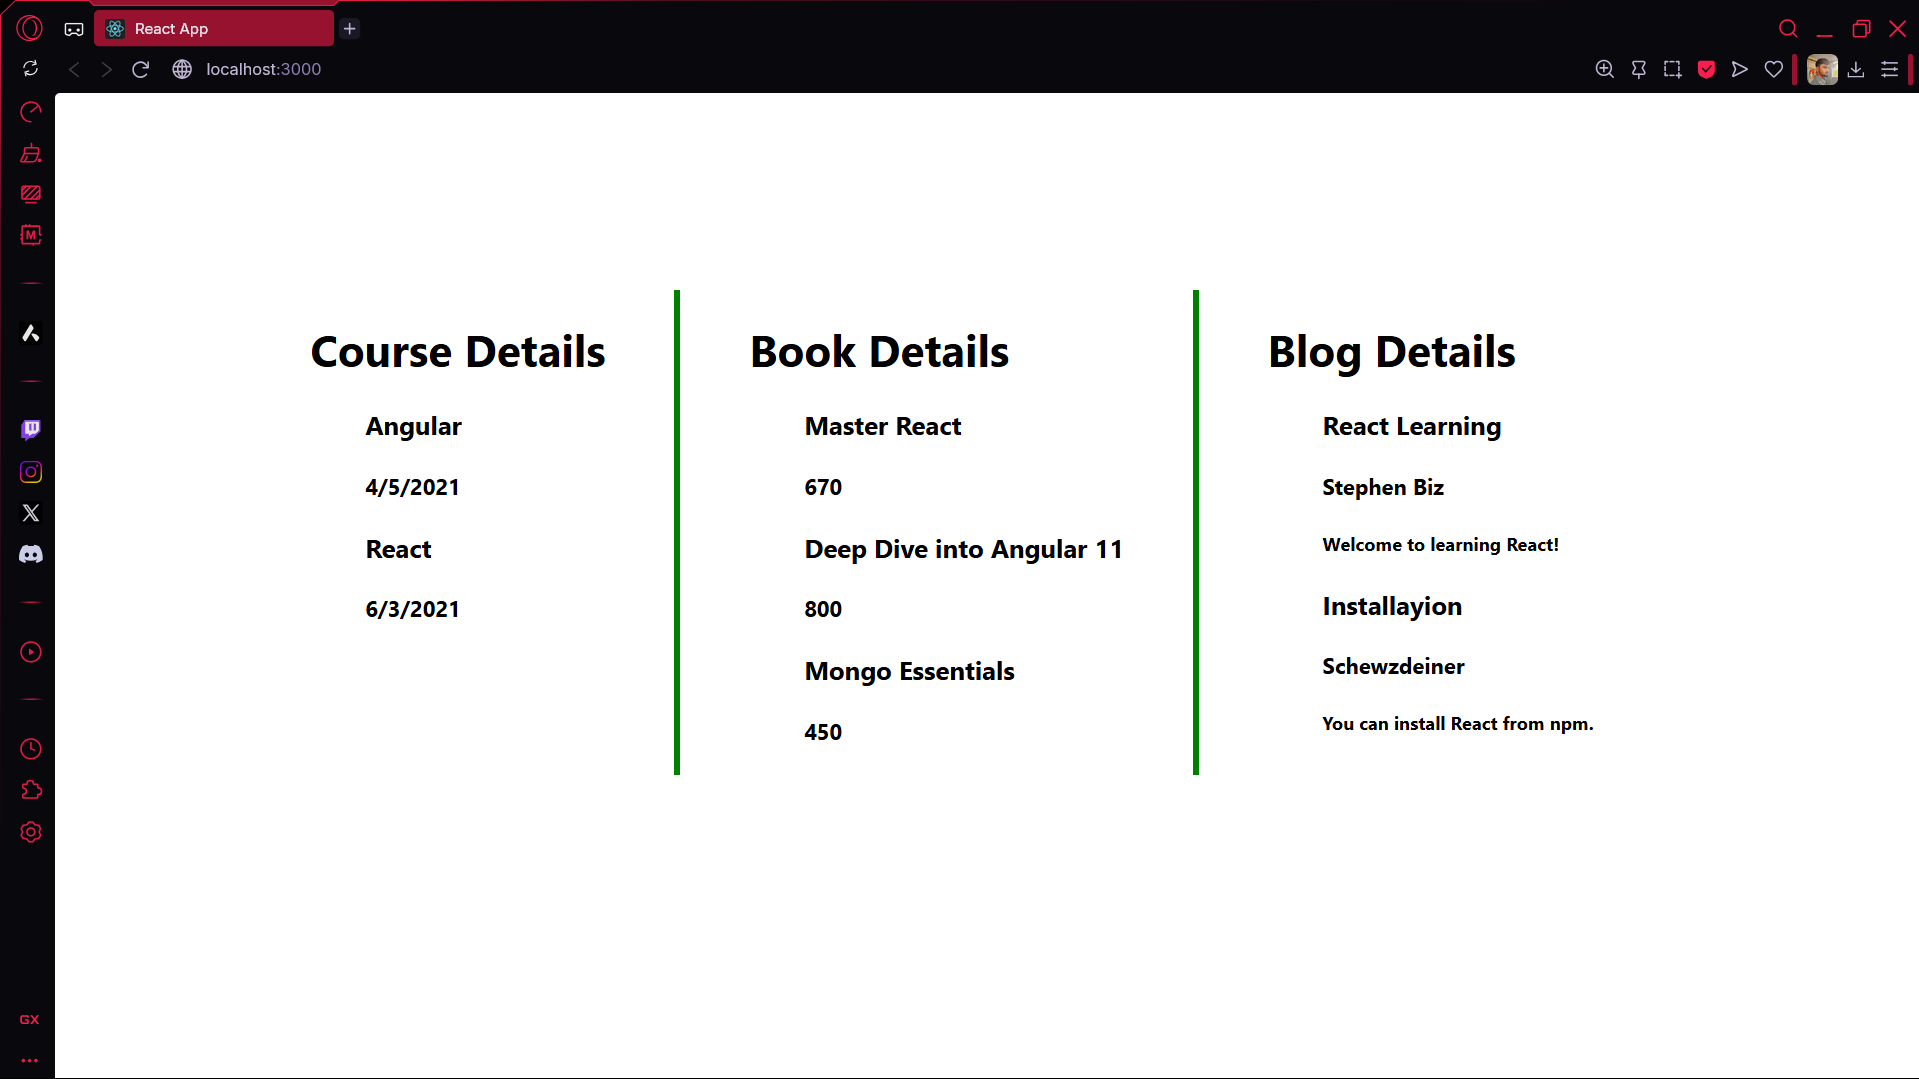 React App
localhost:3000
Course Details
Angular
4/5/2021
React
6/3/2021
Book Details
Master React
670
Deep Dive into Angular 11
800
Mongo Essentials
450
Blog Details
React Learning
Stephen Biz
Welcome to learning React!
Installayion
Schewzdeiner
You can install React from npm.
M
GX